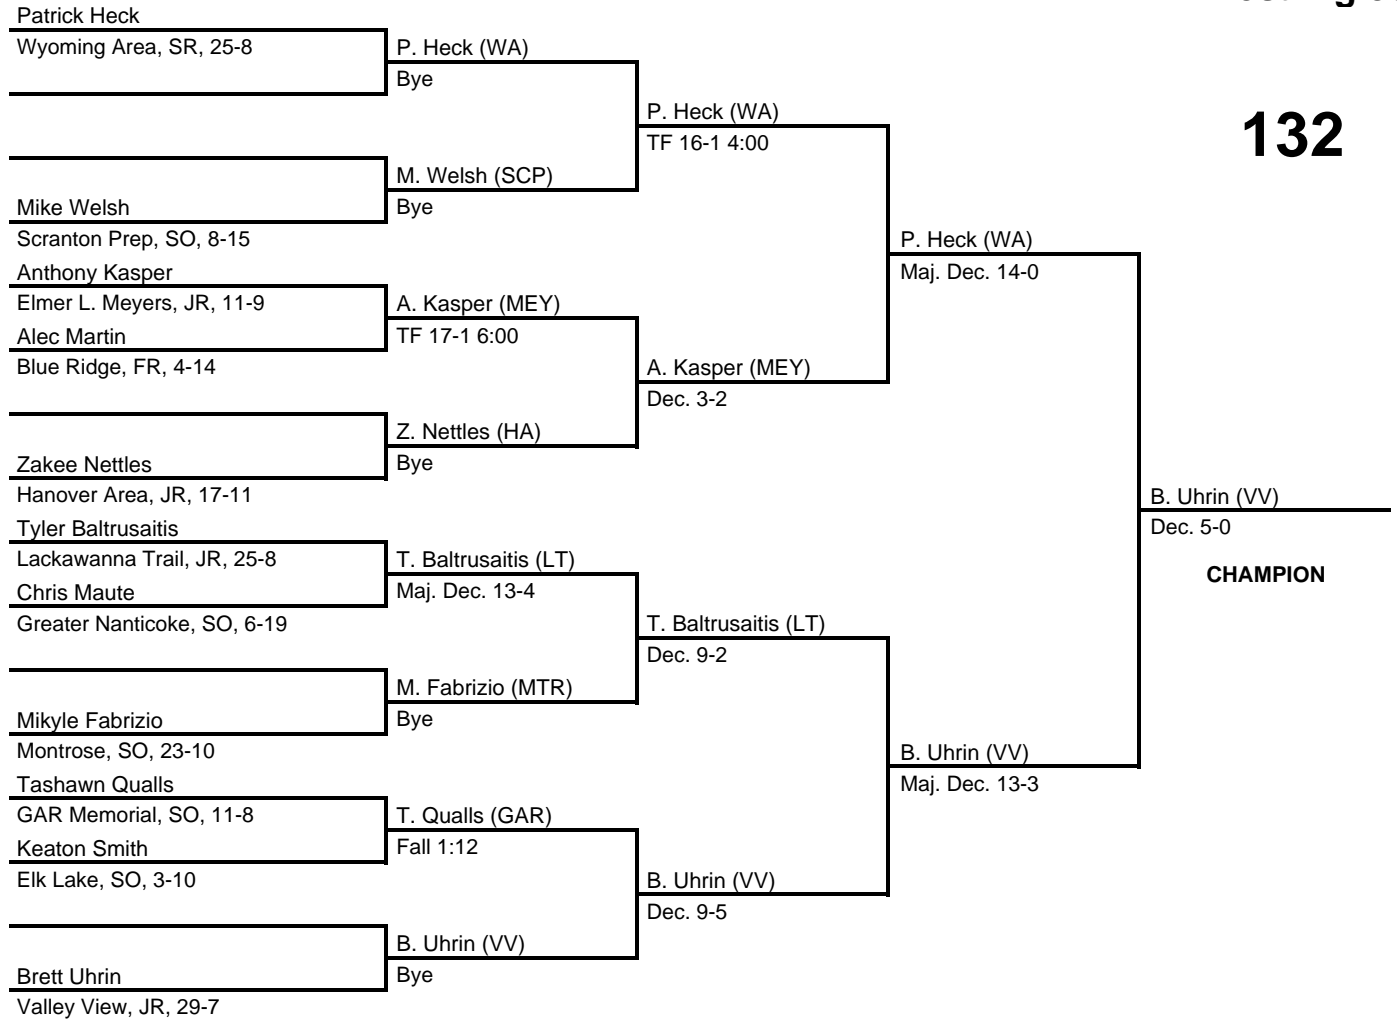 Patrick Heck
Wyoming Area, SR, 25-8
P. Heck (WA)
Bye
P. Heck (WA)
TF 16-1 4:00
132
M. Welsh (SCP)
Bye
Mike Welsh
Scranton Prep, SO, 8-15
P. Heck (WA)
Maj. Dec. 14-0
Anthony Kasper
Elmer L. Meyers, JR, 11-9
A. Kasper (MEY)
TF 17-1 6:00
Alec Martin
Blue Ridge, FR, 4-14
A. Kasper (MEY)
Dec. 3-2
Z. Nettles (HA)
Bye
Zakee Nettles
Hanover Area, JR, 17-11
B. Uhrin (VV)
Dec. 5-0
CHAMPION
Tyler Baltrusaitis
Lackawanna Trail, JR, 25-8
T. Baltrusaitis (LT)
Maj. Dec. 13-4
Chris Maute
Greater Nanticoke, SO, 6-19
T. Baltrusaitis (LT)
Dec. 9-2
M. Fabrizio (MTR)
Bye
Mikyle Fabrizio
Montrose, SO, 23-10
B. Uhrin (VV)
Maj. Dec. 13-3
Tashawn Qualls
GAR Memorial, SO, 11-8
T. Qualls (GAR)
Fall 1:12
Keaton Smith
Elk Lake, SO, 3-10
B. Uhrin (VV)
Dec. 9-5
B. Uhrin (VV)
Bye
Brett Uhrin
Valley View, JR, 29-7